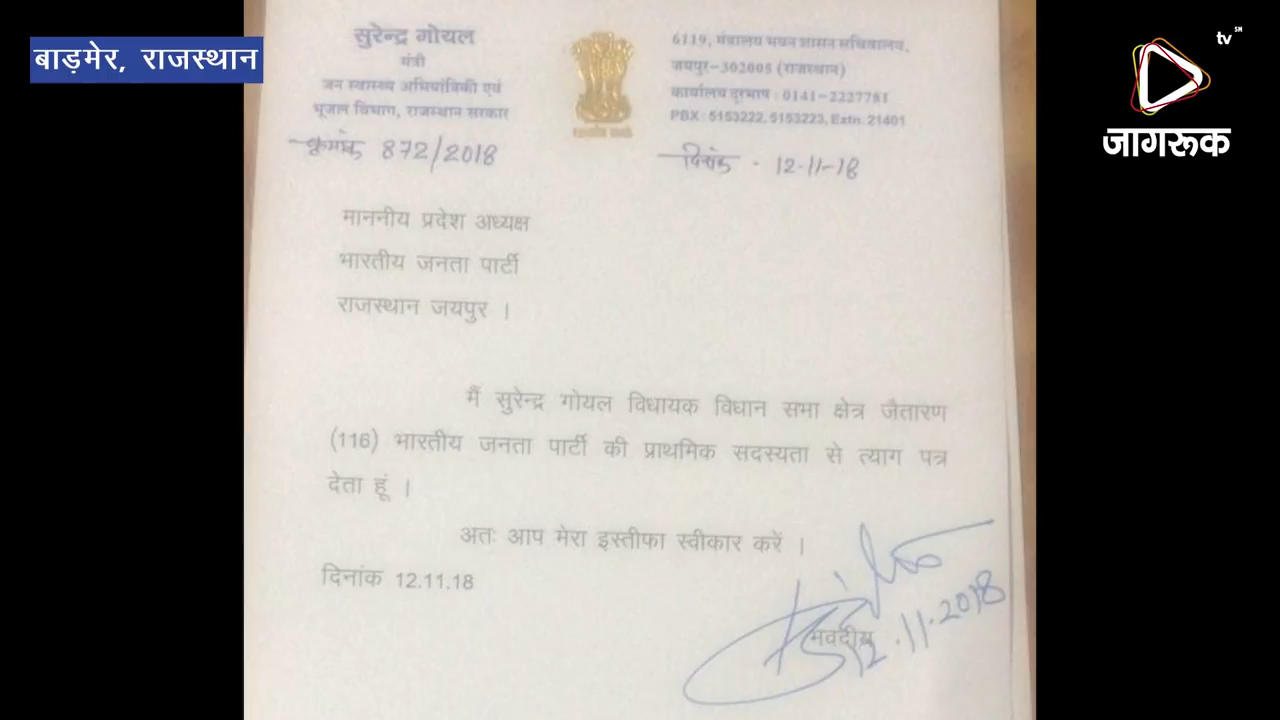 बाड़मेर, राजस्थान
tv SM
जागरूक
सुरेन्द्र गोयल
मंत्री
जन स्वास्थ्य अभियांत्रिकी एवं
भूजल विभाग, राजस्थान सरकार
6119, मंत्रालय भवन शासन सचिवालय,
जयपुर-302005 (राजस्थान)
कार्यालय दूरभाष : 0141-2227781
PBX : 5153222, 5153223, Extn. 21401
क्रमांक 872/2018
दिनांक - 12-11-18
माननीय प्रदेश अध्यक्ष
भारतीय जनता पार्टी
राजस्थान जयपुर ।
मैं सुरेन्द्र गोयल विधायक विधान सभा क्षेत्र जैतारण
(116) भारतीय जनता पार्टी की प्राथमिक सदस्यता से त्याग पत्र
देता हूं ।
अतः आप मेरा इस्तीफा स्वीकार करें ।
दिनांक 12.11.18
भवदीय
12.11.2018